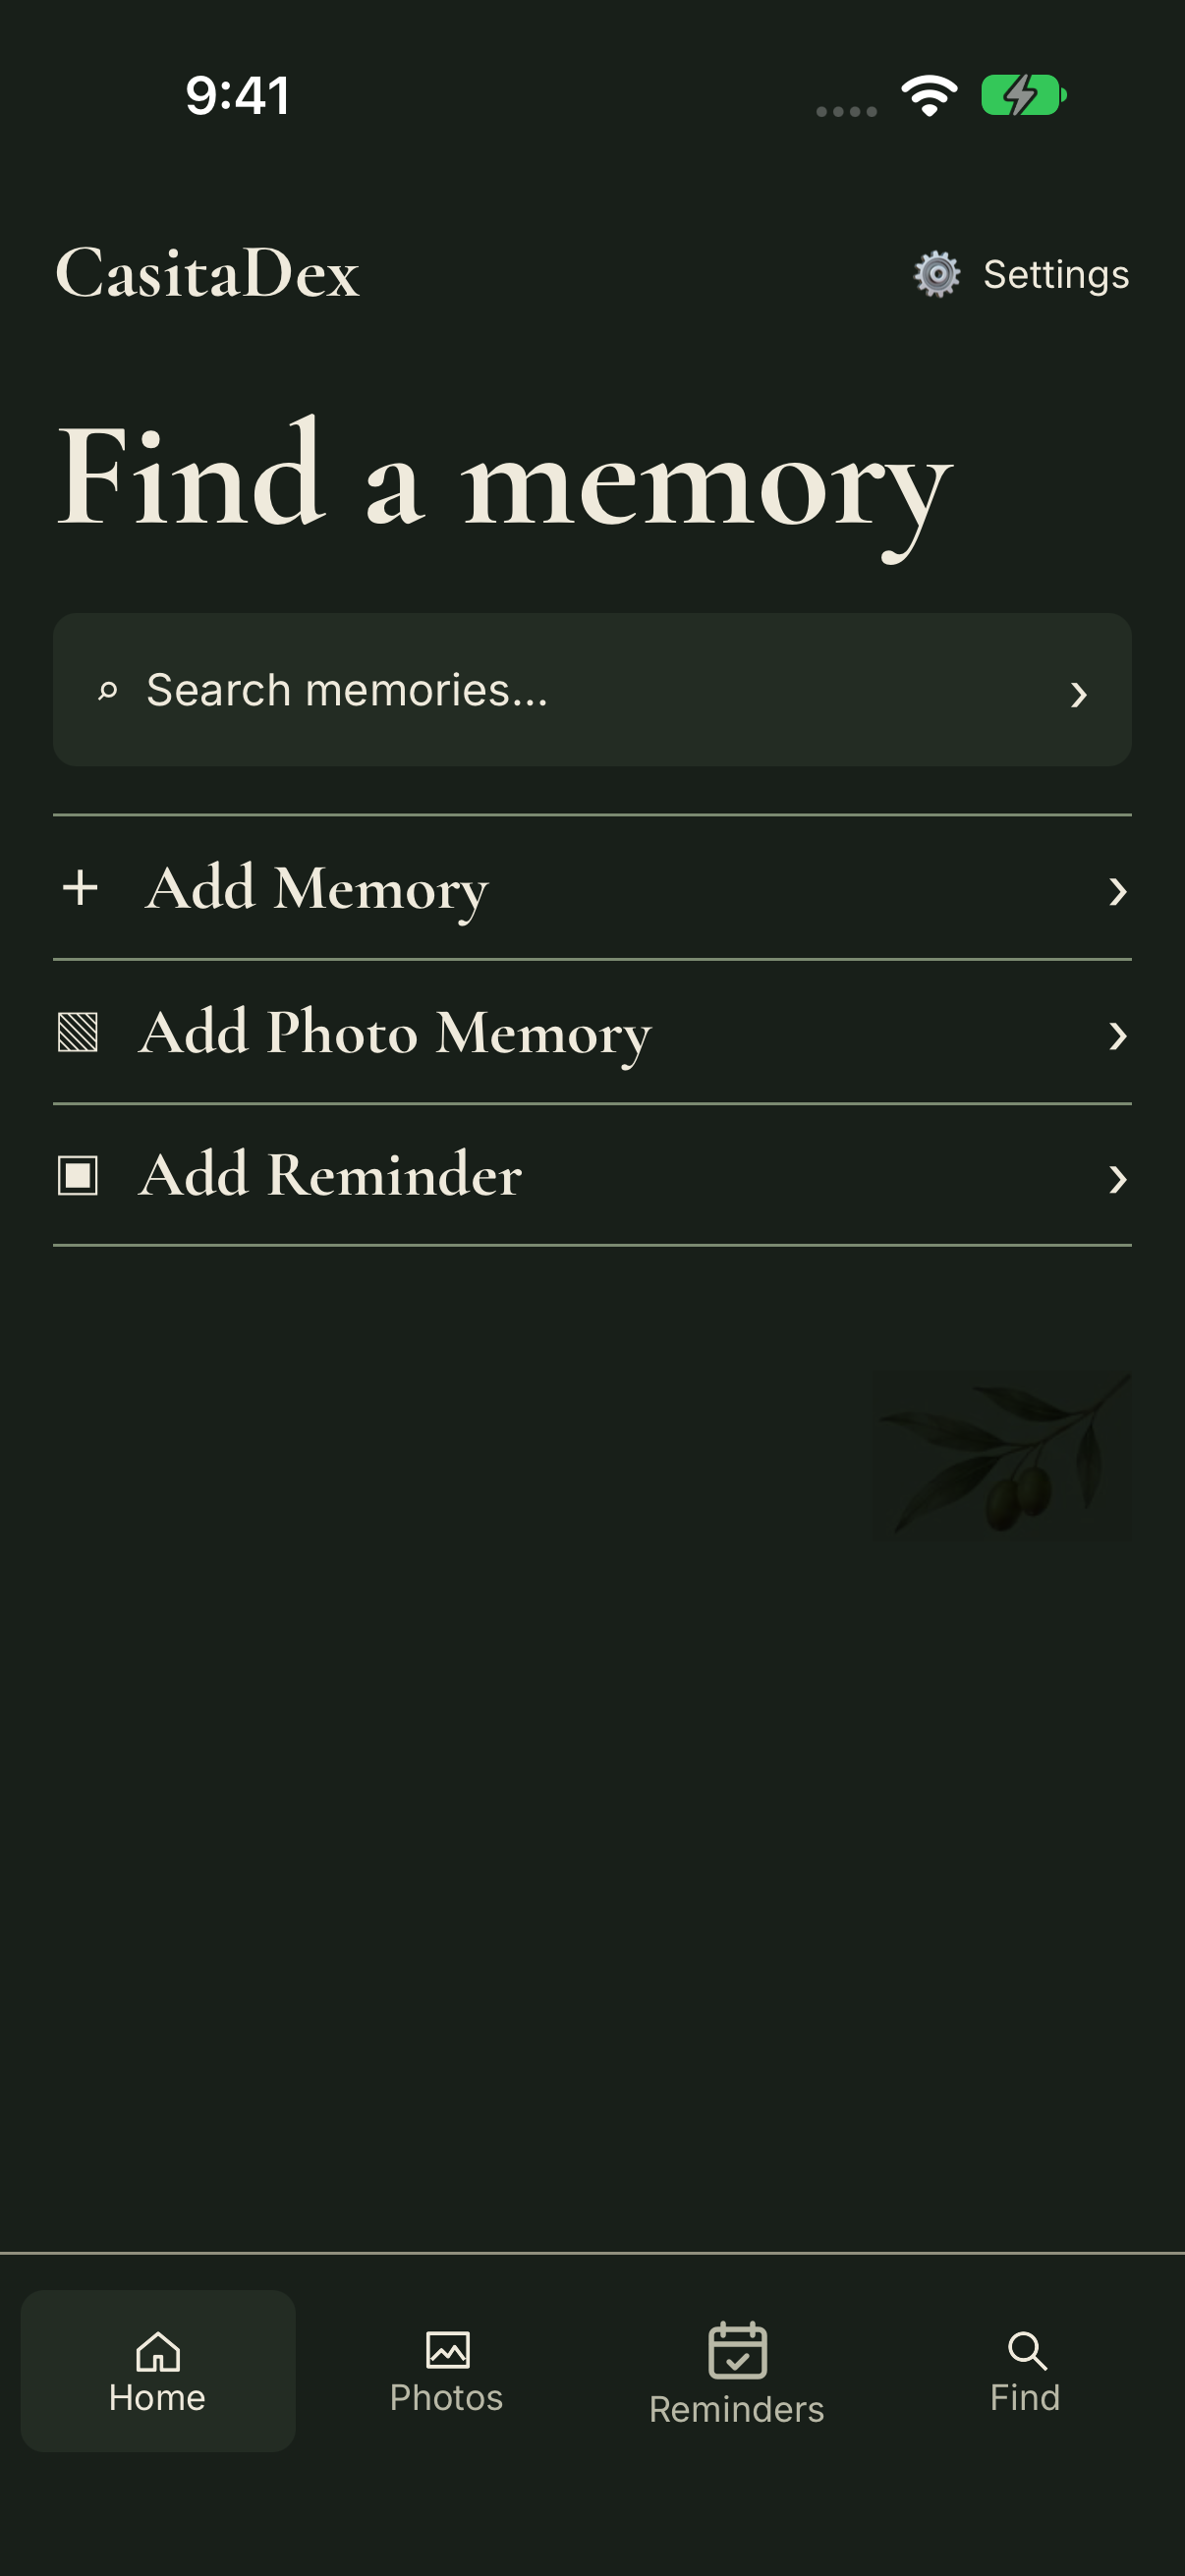 9:41
CasitaDex
Settings
Find a memory
Search memories...
Add Memory
Add Photo Memory
Add Reminder
Home
Photos
Reminders
Find